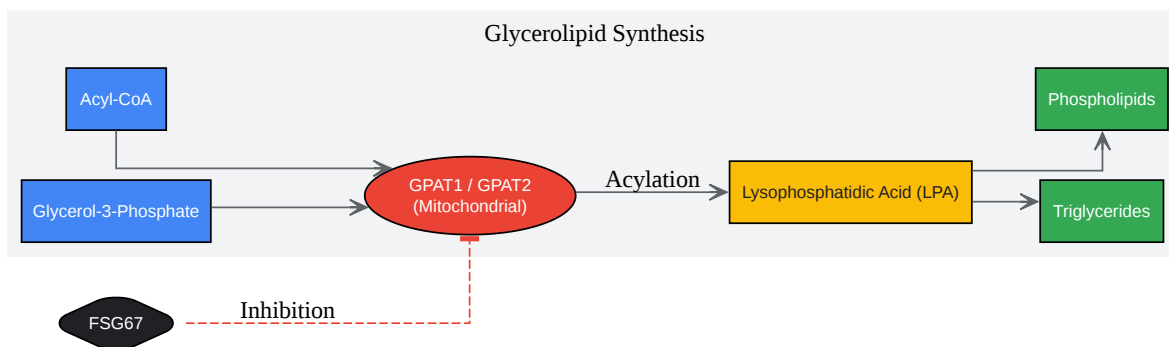 Glycerolipid Synthesis
Acyl-CoA
Phospholipids
GPAT1 / GPAT2
(Mitochondrial)
Acylation
Lysophosphatidic Acid (LPA)
Glycerol-3-Phosphate
Triglycerides
Inhibition
FSG67